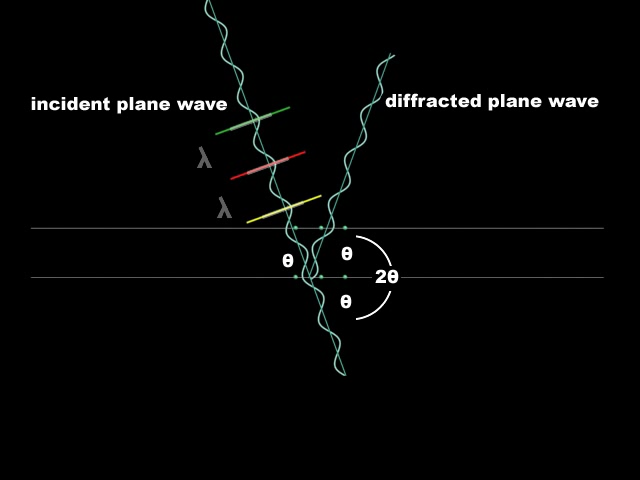 incident plane wave
diffracted plane wave
λ
λ
θ
θ
2θ
θ